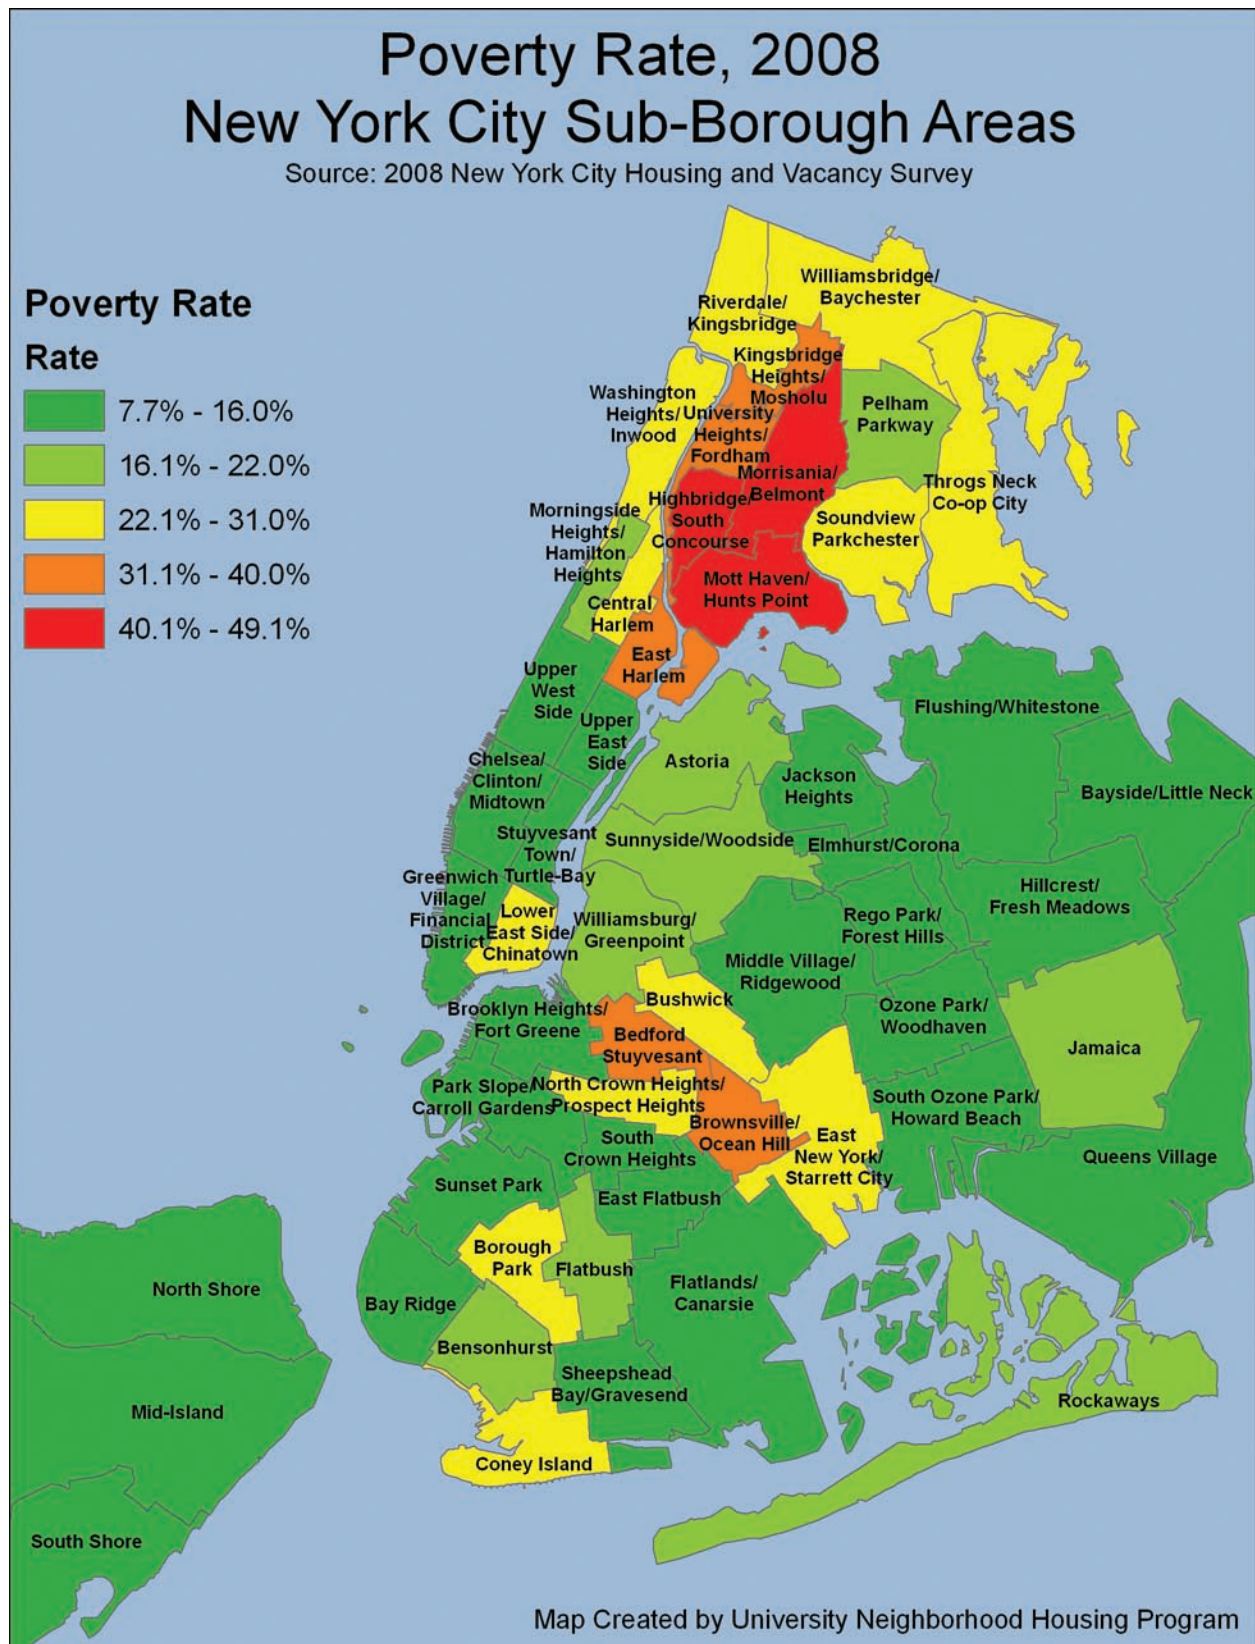 Poverty Rate, 2008
New York City Sub-Borough Areas
Source: 2008 New York City Housing and Vacancy Survey
Poverty Rate
Rate
7.7% - 16.0%
16.1% - 22.0%
22.1% - 31.0%
31.1% - 40.0%
40.1% - 49.1%
Williamsbridge/
Baychester
Riverdale/
Kingsbridge
Kingsbridge
Heights/
Mosholu
Washington
Heights/
Inwood
University
Heights/
Fordham
Pelham
Parkway
Morrisania/
Belmont
Throgs Neck
Co-op City
Highbridge/
South
Concourse
Soundview
Parkchester
Morningside
Heights/
Hamilton
Heights
Mott Haven/
Hunts Point
Central
Harlem
East
Harlem
Upper
West
Side
Upper
East
Side
Flushing/Whitestone
Astoria
Jackson
Heights
Chelsea/
Clinton/
Midtown
Bayside/Little Neck
Stuyvesant
Town/
Turtle-Bay
Sunnyside/Woodside
Elmhurst/Corona
Greenwich
Village/
Financial
District
Lower
East Side/
Chinatown
Williamsburg/
Greenpoint
Rego Park/
Forest Hills
Hillcrest/
Fresh Meadows
Middle Village/
Ridgewood
Bushwick
Brooklyn Heights/
Fort Greene
Bedford
Stuyvesant
Ozone Park/
Woodhaven
Jamaica
Park Slope/
Carroll Gardens
North Crown Heights/
Prospect Heights
South Ozone Park/
Howard Beach
Brownsville/
Ocean Hill
East
New York/
Starrett City
South
Crown Heights
Queens Village
Sunset Park
East Flatbush
Borough
Park
Flatbush
North Shore
Bay Ridge
Flatlands/
Canarsie
Bensonhurst
Sheepshead
Bay/Gravesend
Mid-Island
Rockaways
Coney Island
South Shore
Map Created by University Neighborhood Housing Program